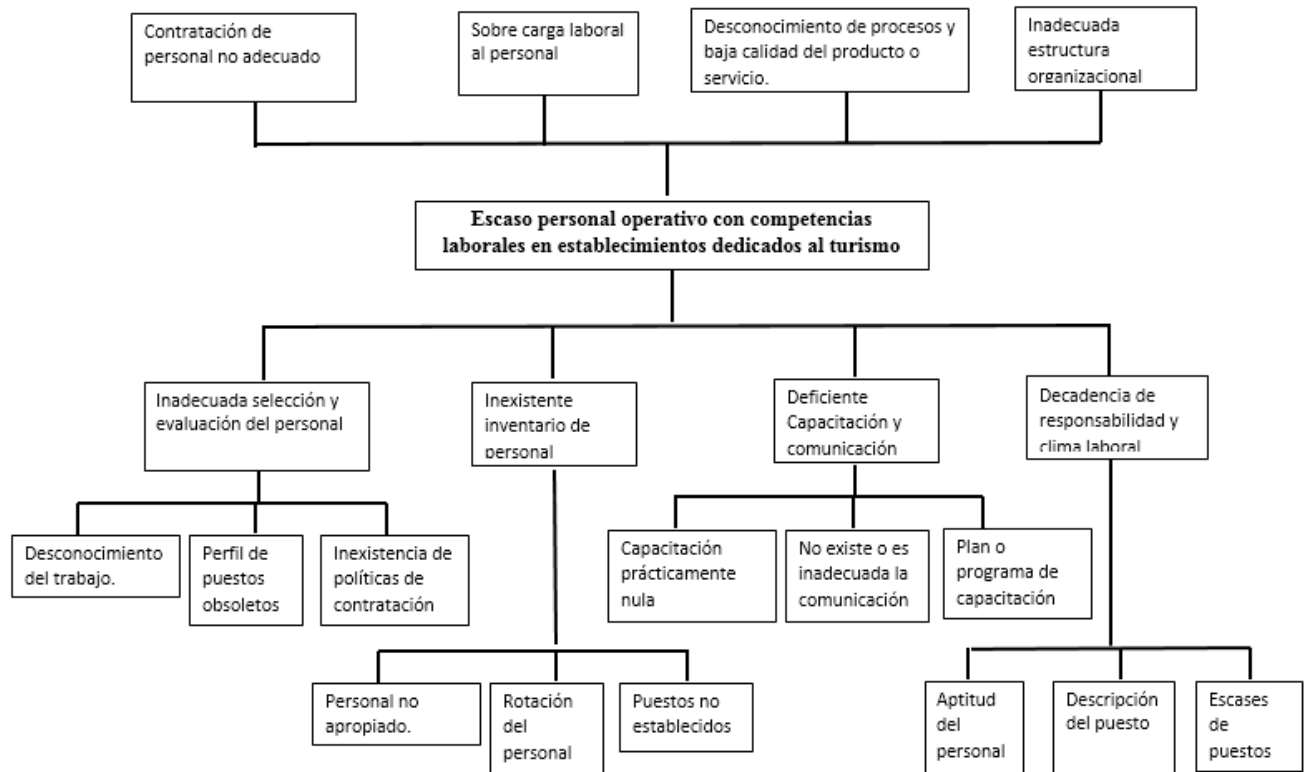 Contratación de
personal no adecuado
Sobre carga laboral
al personal
Desconocimiento de procesos y
baja calidad del producto o
servicio.
Inadecuada
estructura
organizacional
Escaso personal operativo con competencias
laborales en establecimientos dedicados al turismo
Inadecuada selección y
evaluación del personal
Inexistente
inventario de
personal
Deficiente
Capacitación y
comunicación
Decadencia de
responsabilidad y
clima laboral
Desconocimiento
del trabajo.
Perfil de
puestos
obsoletos
Inexistencia de
políticas de
contratación
Capacitación
prácticamente
nula
No existe o es
inadecuada la
comunicación
Plan o
programa de
capacitación
Personal no
apropiado.
Rotación
del
personal
Puestos no
establecidos
Aptitud
del
personal
Descripción
del puesto
Escases
de
puestos